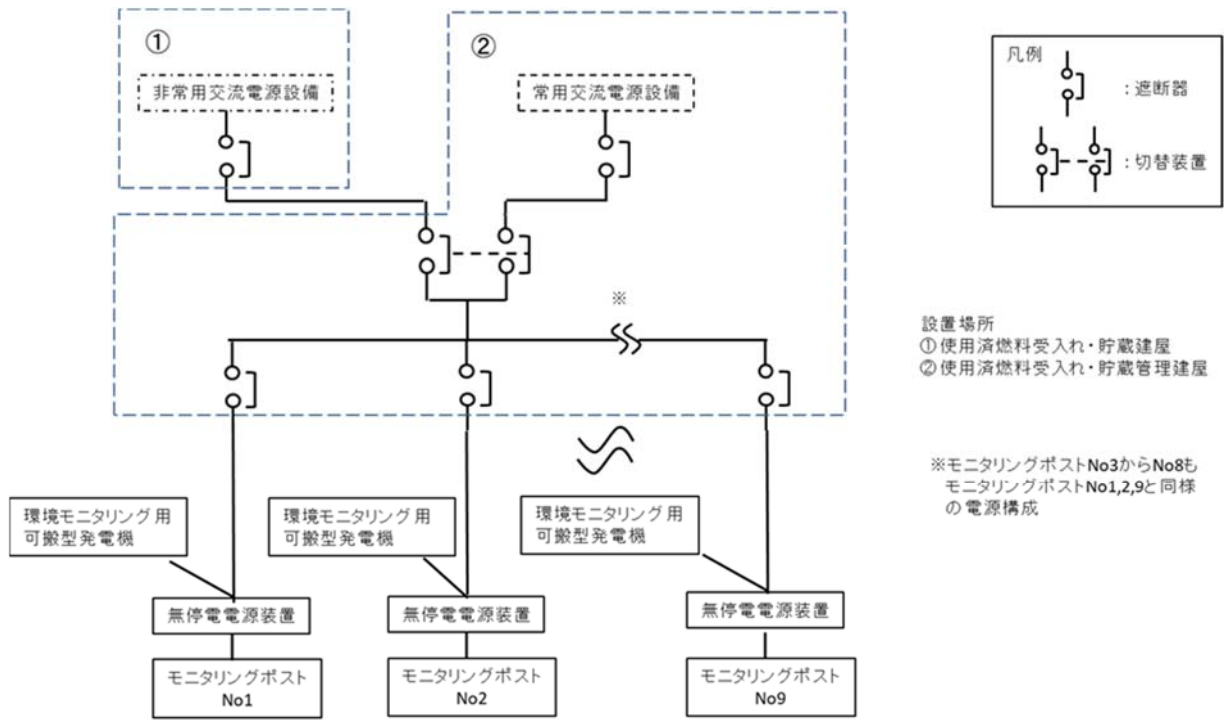 ①
②
非常用交流電源設備
常用交流電源設備
凡例
：遮断器
：切替装置
※
設置場所
①使用済燃料受入れ・貯蔵建屋
②使用済燃料受入れ・貯蔵管理建屋
※モニタリングポストNo3からNo8も
モニタリングポストNo1,2,9と同様
の電源構成
環境モニタリング用
可搬型発電機
環境モニタリング用
可搬型発電機
環境モニタリング用
可搬型発電機
無停電電源装置
無停電電源装置
無停電電源装置
モニタリングポスト
No1
モニタリングポスト
No2
モニタリングポスト
No9